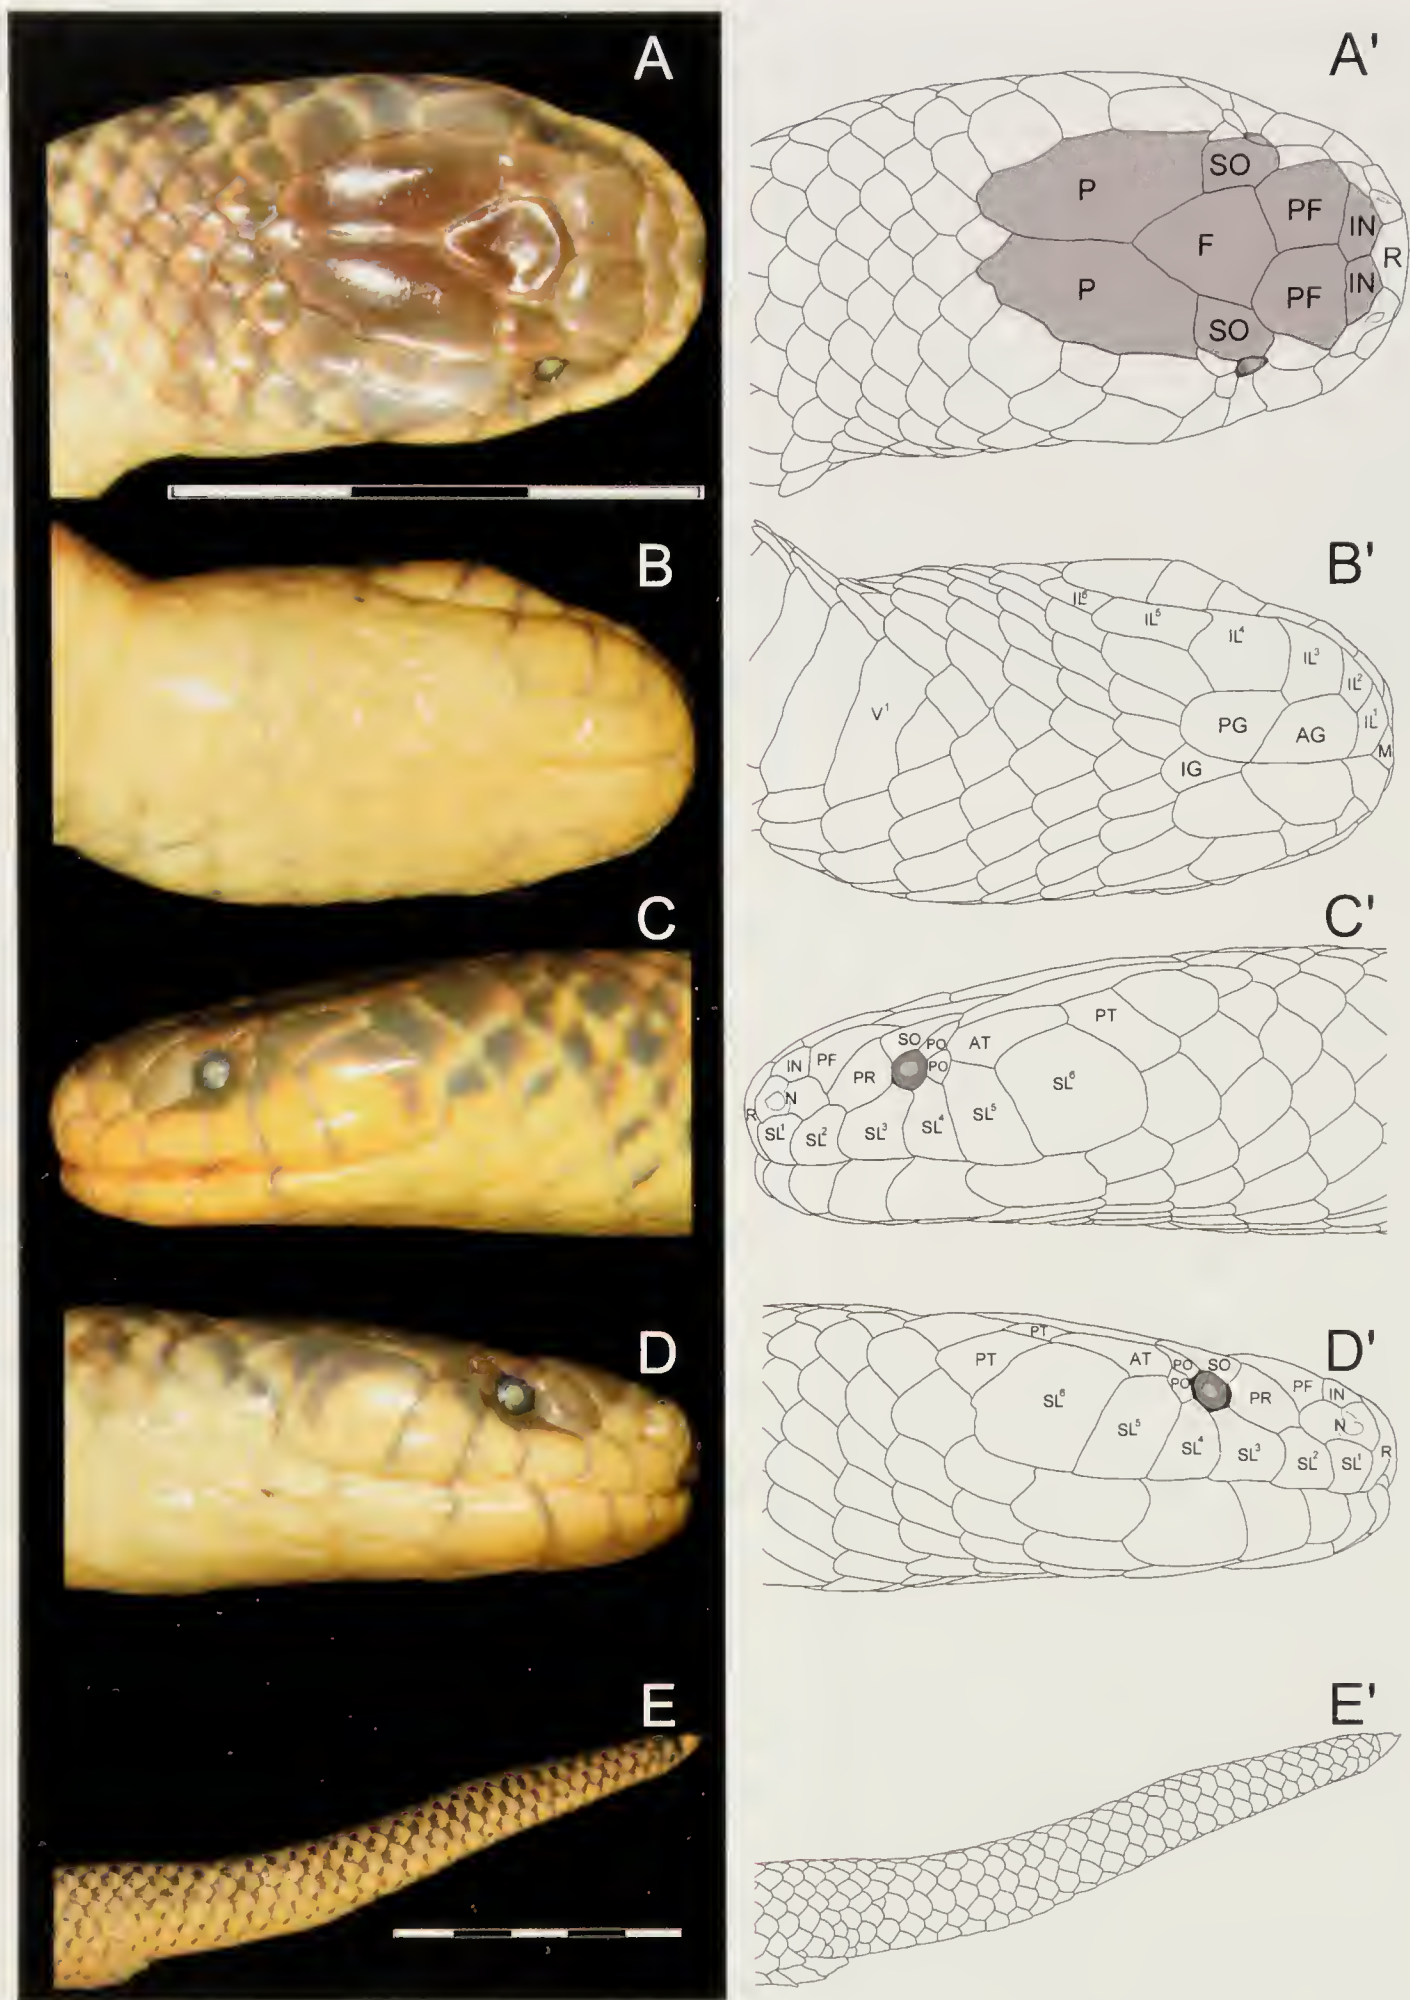 A
A'
P
SO
PF
IN
F
R
P
SO
PF
IN
B
B'
IL⁶
IL⁵
IL⁴
IL³
IL²
IL¹
V¹
PG
AG
M
IG
C
C'
PT
SO
PO
AT
IN
PF
PR
PO
SL⁶
N
R
SL¹
SL²
SL³
SL⁴
SL⁵
D
D'
PT
PT
AT
PO
SO
PO
PR
PF
IN
SL⁶
SL⁵
SL⁴
SL³
SL²
SL¹
N
R
E
E'